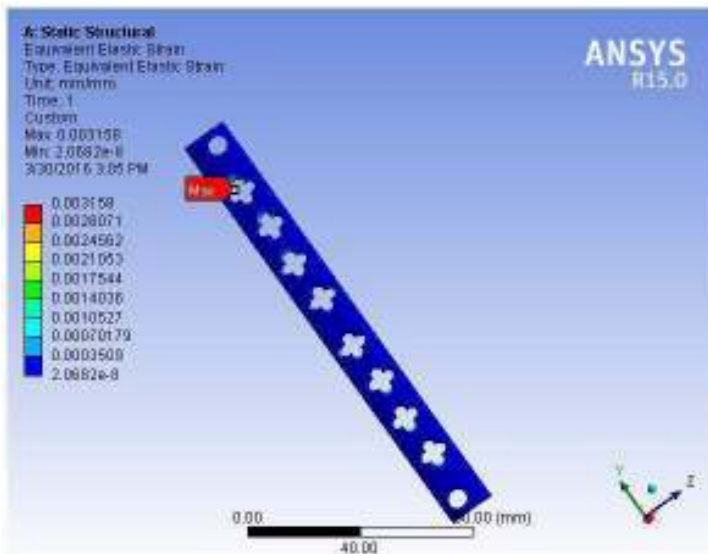 A: Static Structural
Equivalent Elastic Strain
Type: Equivalent Elastic Strain
Unit: mm/mm
Time: 1
Custom
Max: 0.003158
Min: 2.0682e-8
3/30/2016 3:05 PM
0.003158
0.0028071
0.0024562
0.0021053
0.0017544
0.0014036
0.0010527
0.00070179
0.0003509
2.0682e-8
ANSYS
R15.0
Max
0.00
40.00
(mm)
Y
Z